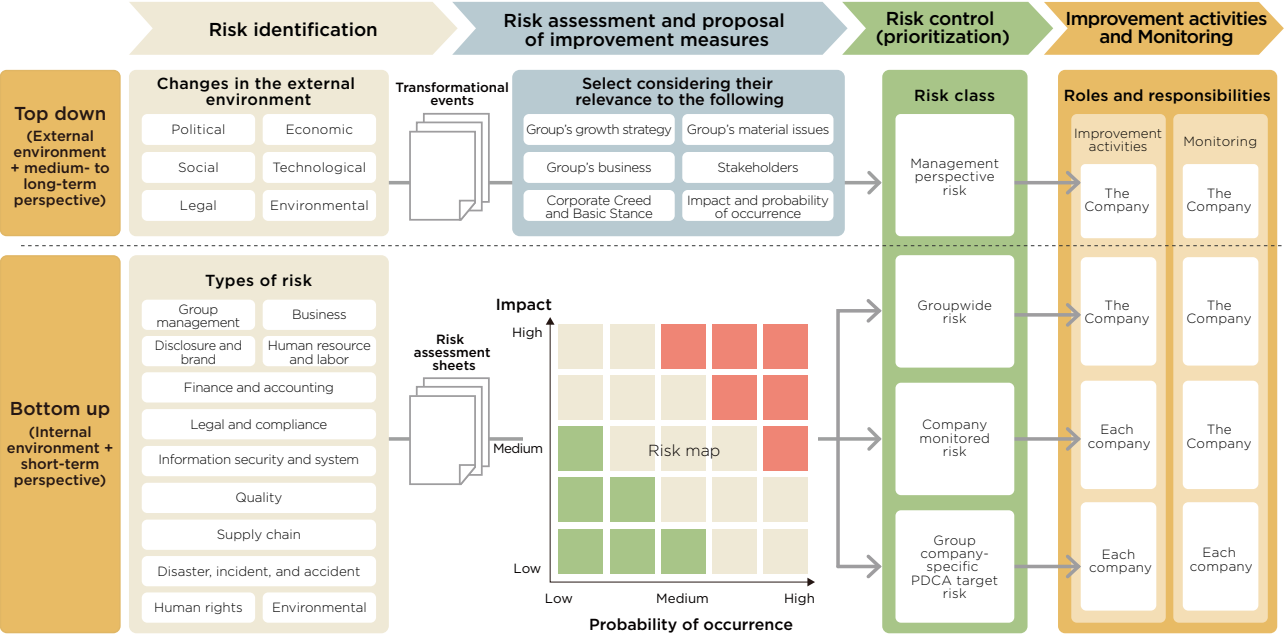 Risk identification
Risk assessment and proposal
of improvement measures
Risk control
(prioritization)
Improvement activities
and Monitoring
Top down
(External
environment
+ medium- to
long-term
perspective)
Changes in the external
environment
Political
Economic
Social
Technological
Legal
Environmental
Transformational
events
Select considering their
relevance to the following
Group's growth strategy
Group's material issues
Group's business
Stakeholders
Corporate Creed
and Basic Stance
Impact and probability
of occurrence
Risk class
Management
perspective
risk
Roles and responsibilities
Improvement
activities
Monitoring
The
Company
The
Company
Bottom up
(Internal
environment +
short-term
perspective)
Types of risk
Group
management
Business
Disclosure and
brand
Human resource
and labor
Finance and accounting
Legal and compliance
Information security and system
Quality
Supply chain
Disaster, incident, and accident
Human rights
Environmental
Risk
assessment
sheets
Impact
High
Medium
Low
Risk map
Low
Medium
High
Probability of occurrence
Groupwide
risk
The
Company
The
Company
Company
monitored
risk
Each
company
The
Company
Group
company-
specific
PDCA target
risk
Each
company
Each
company